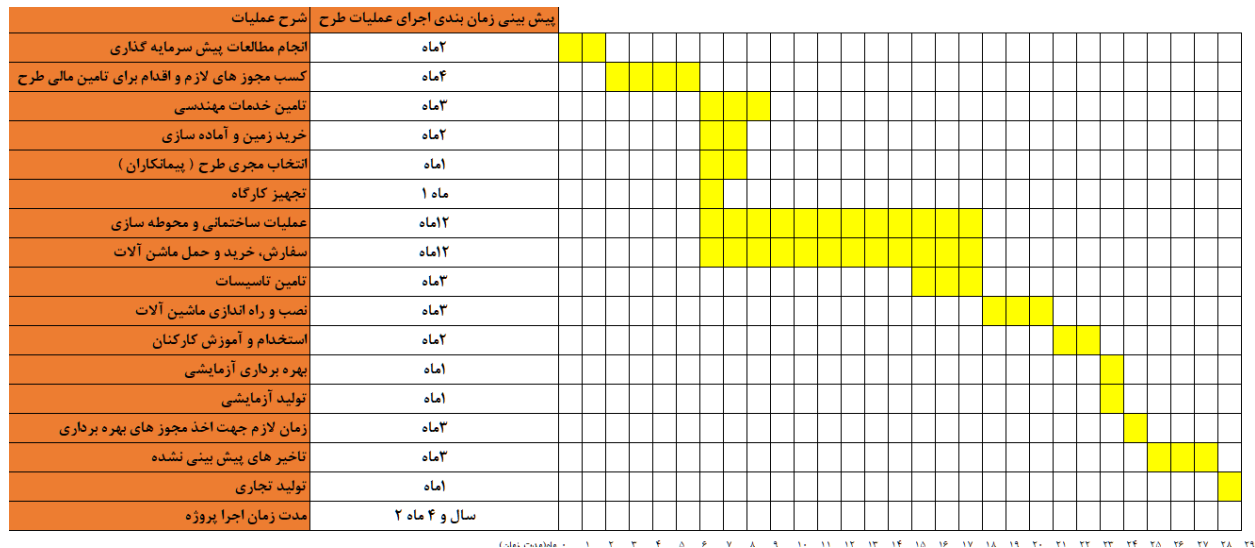 شرح عملیات پیش بینی زمان بندی اجرای عملیات طرح
انجام مطالعات پیش سرمایه گذاری ۲ماه
کسب مجوز های لازم و اقدام برای تامین مالی طرح ۴ماه
تامین خدمات مهندسی ۳ماه
خرید زمین و آماده سازی ۲ماه
انتخاب مجری طرح ( پیمانکاران ) ۱ماه
تجهیز کارگاه ماه ۱
عملیات ساختمانی و محوطه سازی ۱۲ماه
سفارش، خرید و حمل ماشن آلات ۱۲ماه
تامین تاسیسات ۳ماه
نصب و راه اندازی ماشین آلات ۳ماه
استخدام و آموزش کارکنان ۲ماه
بهره برداری آزمایشی ۱ماه
تولید آزمایشی ۱ماه
زمان لازم جهت اخذ مجوز های بهره برداری ۳ماه
تاخیر های پیش بینی نشده ۳ماه
تولید تجاری ۱ماه
مدت زمان اجرا پروژه سال و ۴ ماه ۲
ماه(مدت زمان) ۰ ۱ ۲ ۳ ۴ ۵ ۶ ۷ ۸ ۹ ۱۰ ۱۱ ۱۲ ۱۳ ۱۴ ۱۵ ۱۶ ۱۷ ۱۸ ۱۹ ۲۰ ۲۱ ۲۲ ۲۳ ۲۴ ۲۵ ۲۶ ۲۷ ۲۸ ۲۹